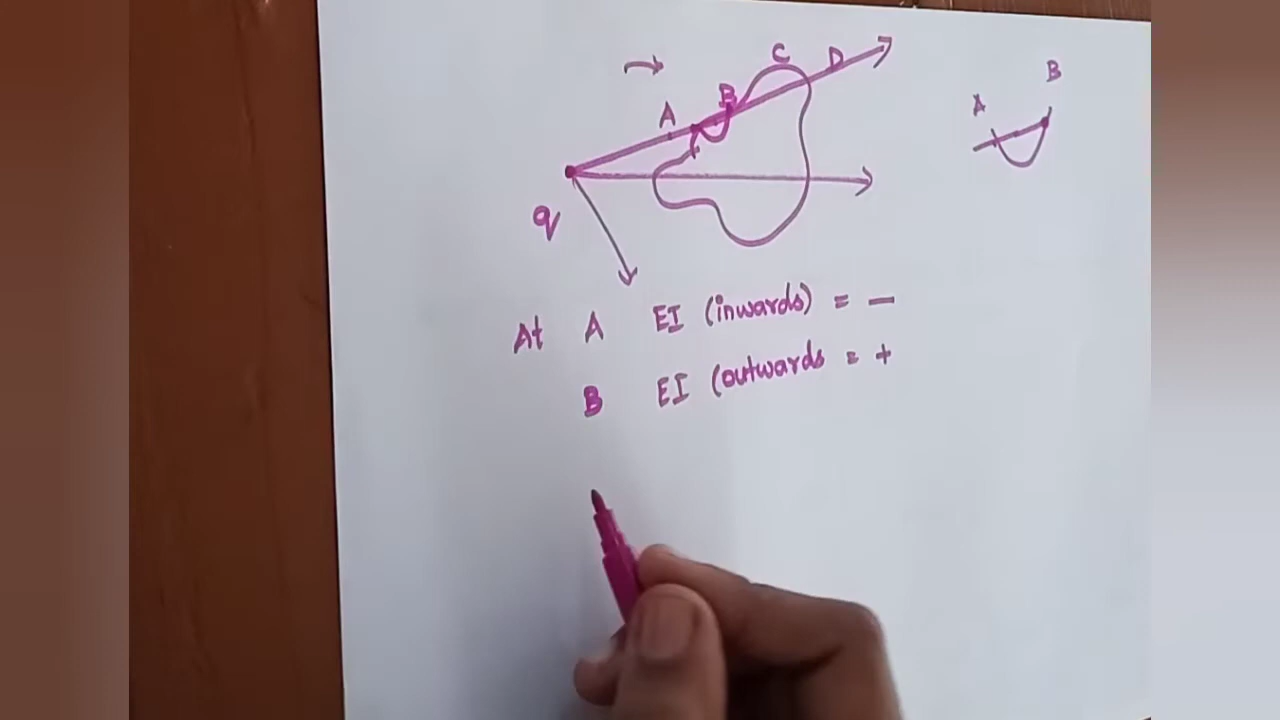 C D
B
A
A B
q
At A EI (inwards) = –
B EI (outwards = +